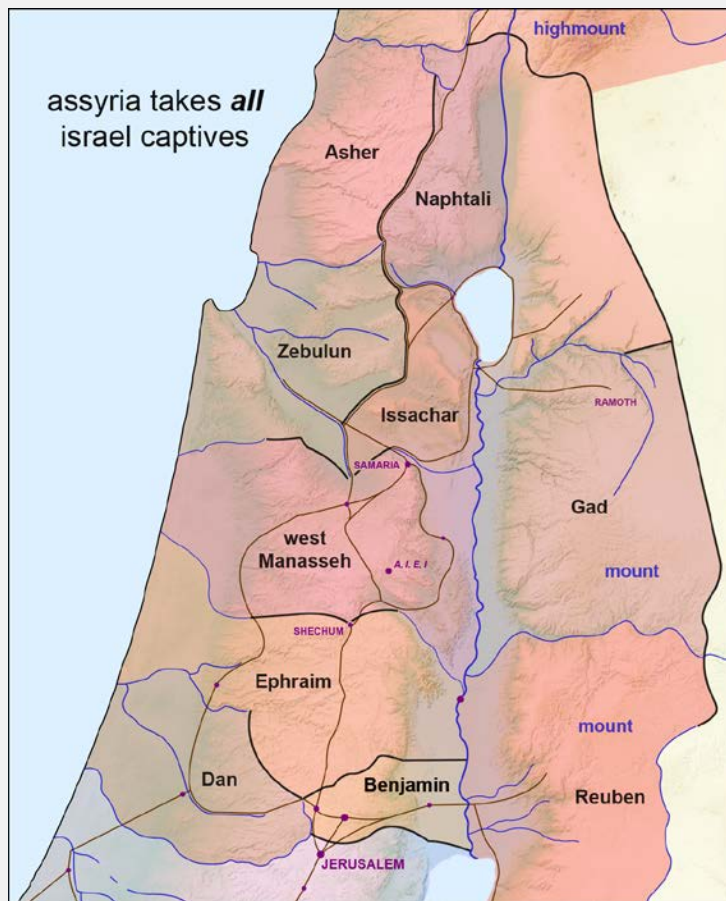 highmount
assyria takes all
israel captives
Asher
Naphtali
Zebulun
Issachar
RAMOTH
SAMARIA
Gad
west
Manasseh
A. I. E. I
mount
SHECHUM
Ephraim
mount
Dan
Benjamin
Reuben
JERUSALEM